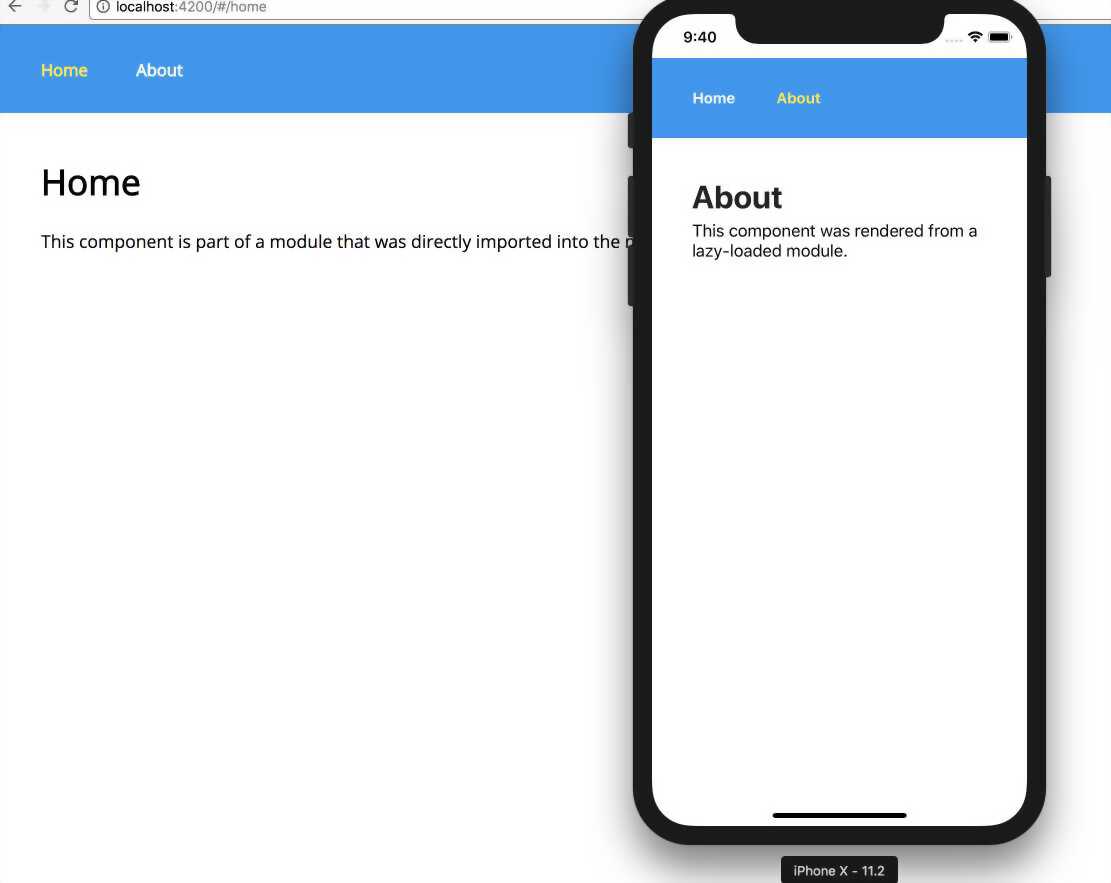 localhost:4200/#/home
Home About
Home
This component is part of a module that was directly imported into the
9:40
Home About
About
This component was rendered from a
lazy-loaded module.
iPhone X - 11.2